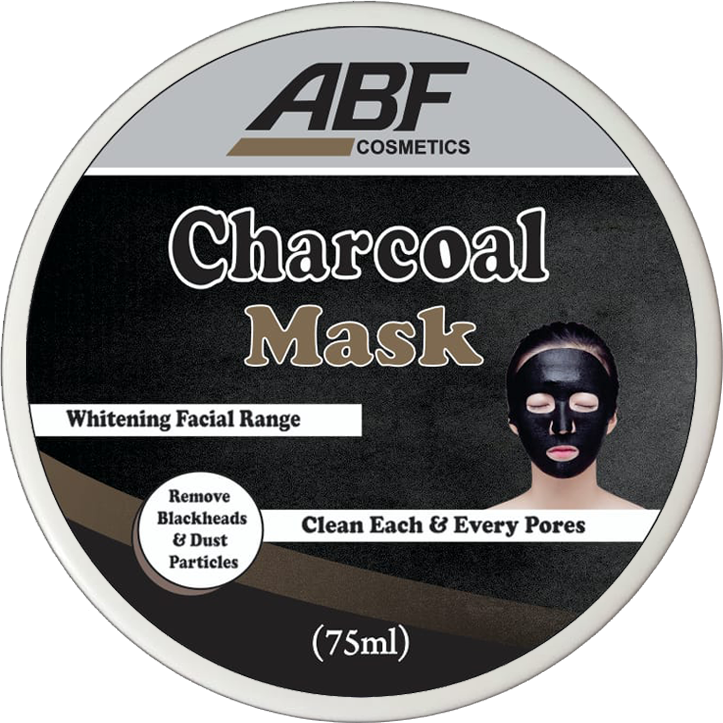 ABF
COSMETICS
Charcoal
Mask
Whitening Facial Range
Remove
Blackheads
& Dust
Particles
Clean Each & Every Pores
(75ml)